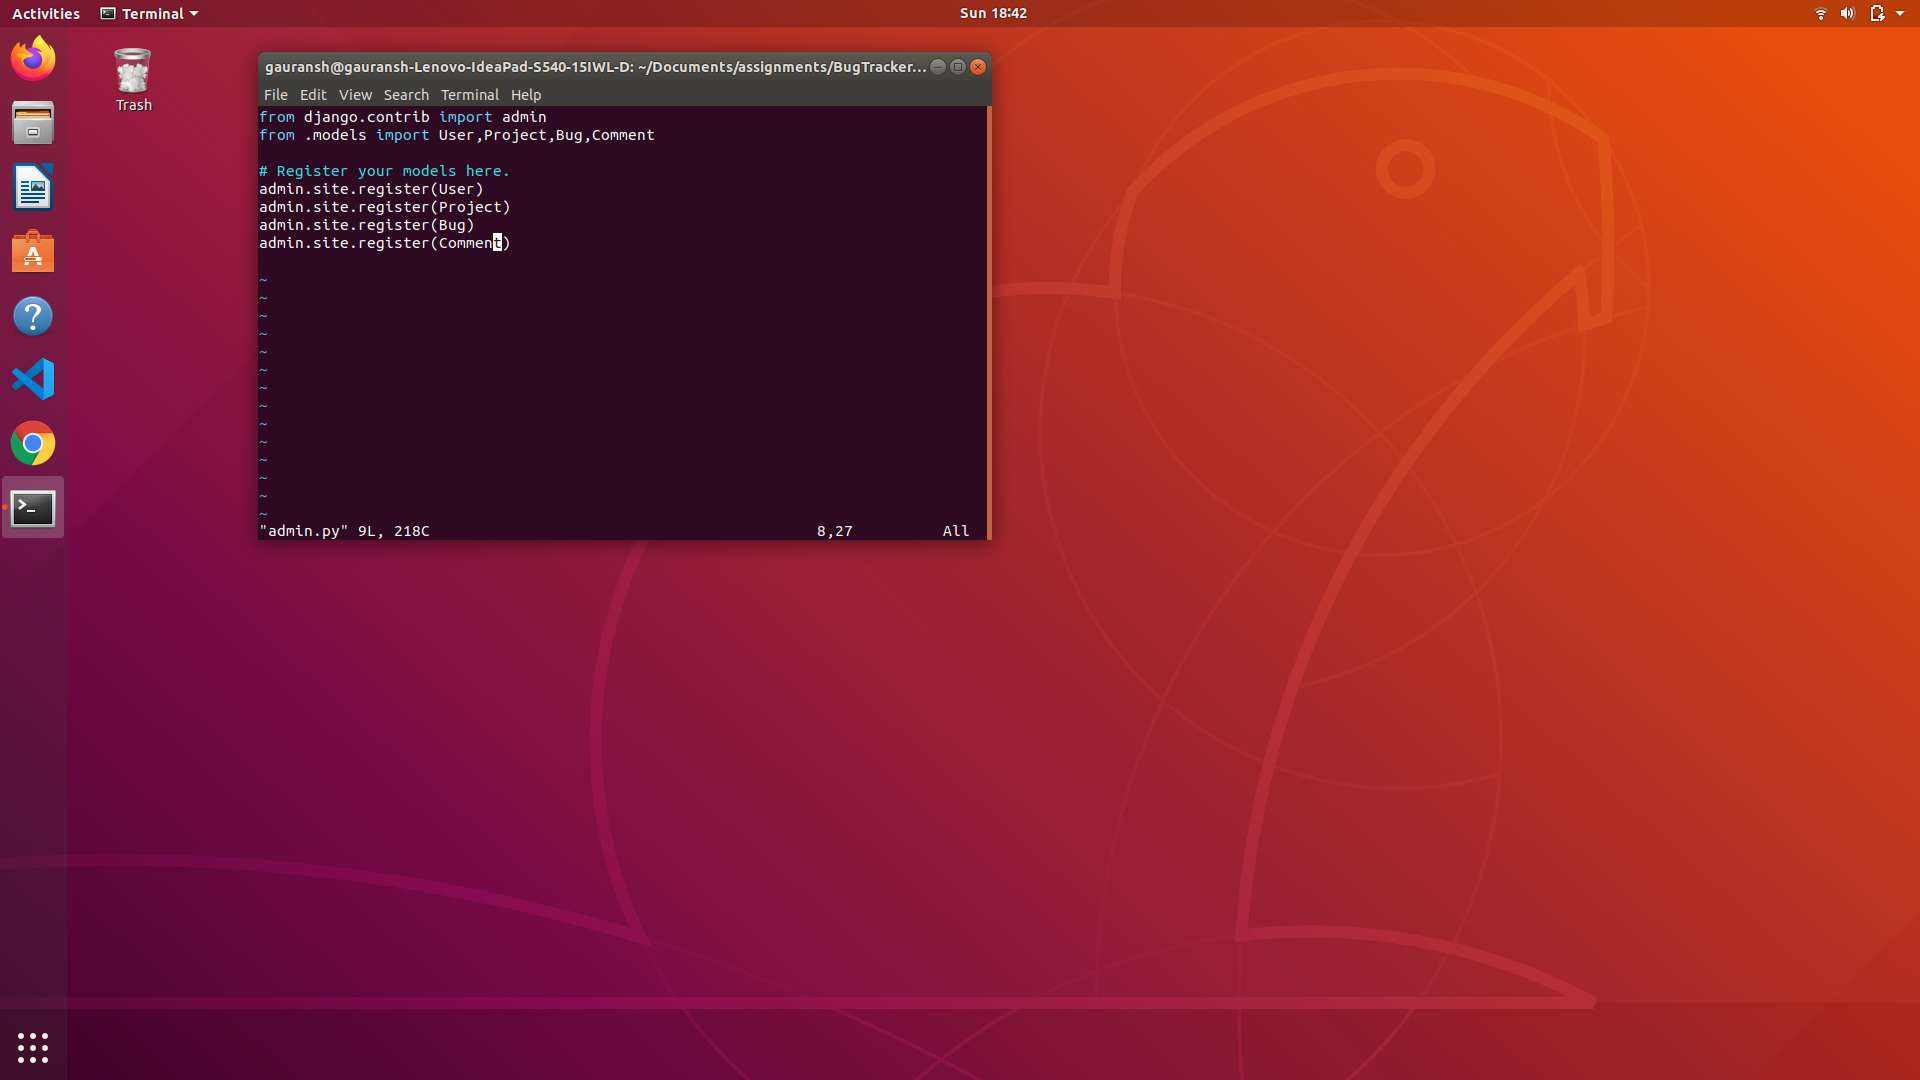 Activities Terminal Sun 18:42
Trash
gauransh@gauransh-Lenovo-IdeaPad-S540-15IWL-D: ~/Documents/assignments/BugTracker...
File Edit View Search Terminal Help
from django.contrib import admin
from .models import User,Project,Bug,Comment
# Register your models here.
admin.site.register(User)
admin.site.register(Project)
admin.site.register(Bug)
admin.site.register(Comment)
~
~
~
~
~
~
~
~
~
~
~
~
~
~
"admin.py" 9L, 218C 8,27 All